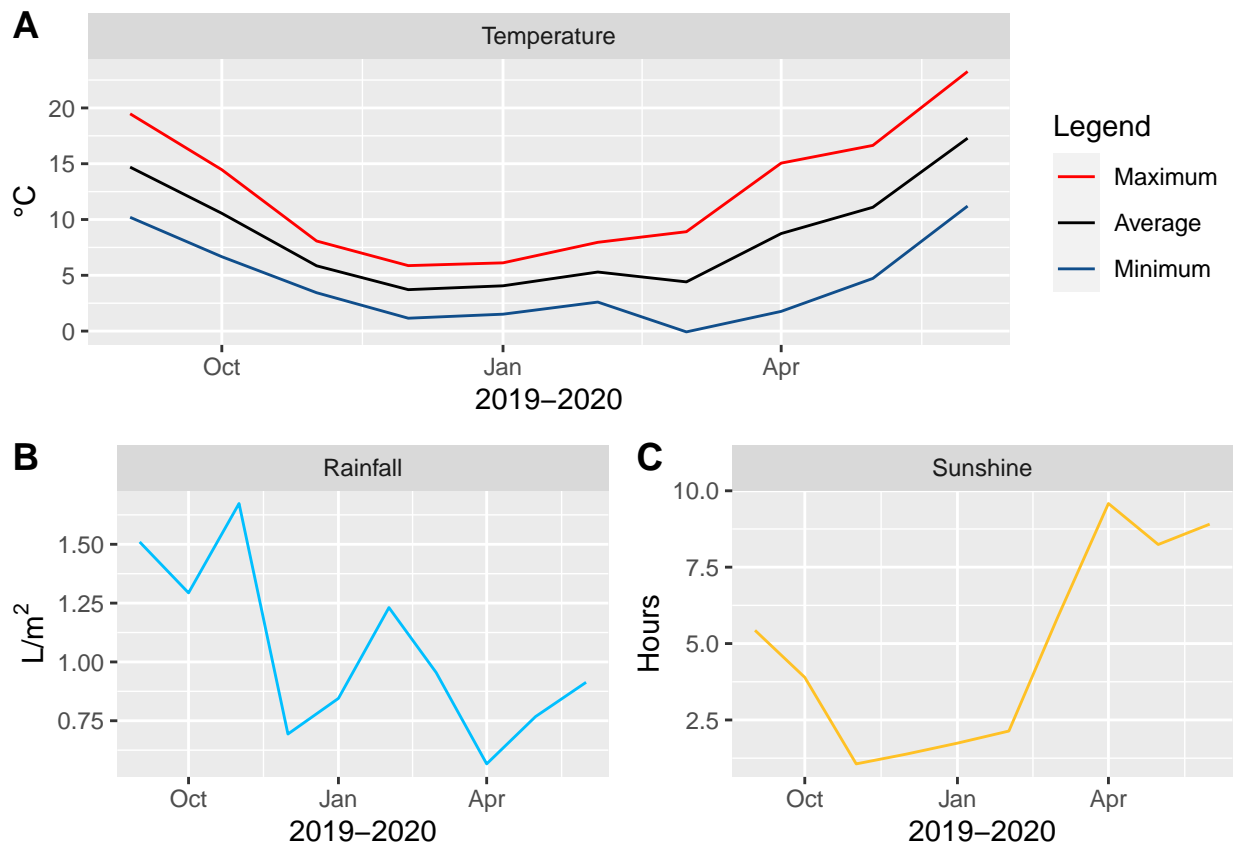 A
Temperature
20
15
10
5
0
°C
Oct Jan Apr
2019–2020
Legend
Maximum
Average
Minimum
B
Rainfall
1.50
1.25
1.00
0.75
L/m²
Oct Jan Apr
2019–2020
C
Sunshine
10.0
7.5
5.0
2.5
Hours
Oct Jan Apr
2019–2020